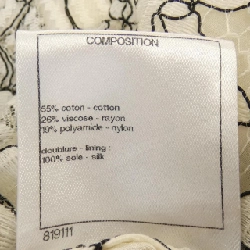 COMPOSITION
55% coton - cotton
26% viscose - rayon
19% polyamide - nylon
doublure - lining :
100% soie - silk
819111